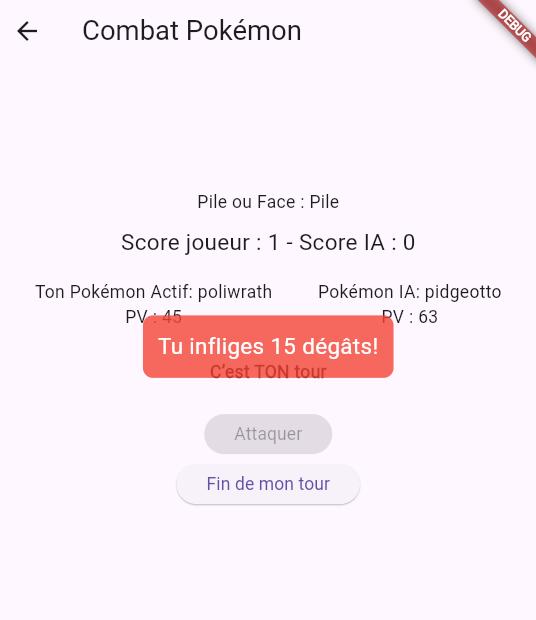 Combat Pokémon
DEBUG
Pile ou Face : Pile
Score joueur : 1 - Score IA : 0
Ton Pokémon Actif: poliwrath
PV : 45
Pokémon IA: pidgeotto
PV : 63
Tu infliges 15 dégâts!
C’est TON tour
Attaquer
Fin de mon tour